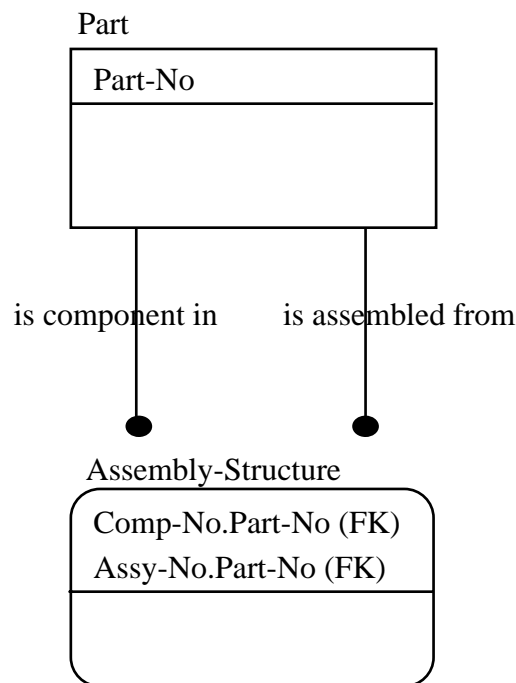 Part
Part-No
is component in
is assembled from
Assembly-Structure
Comp-No.Part-No (FK)
Assy-No.Part-No (FK)